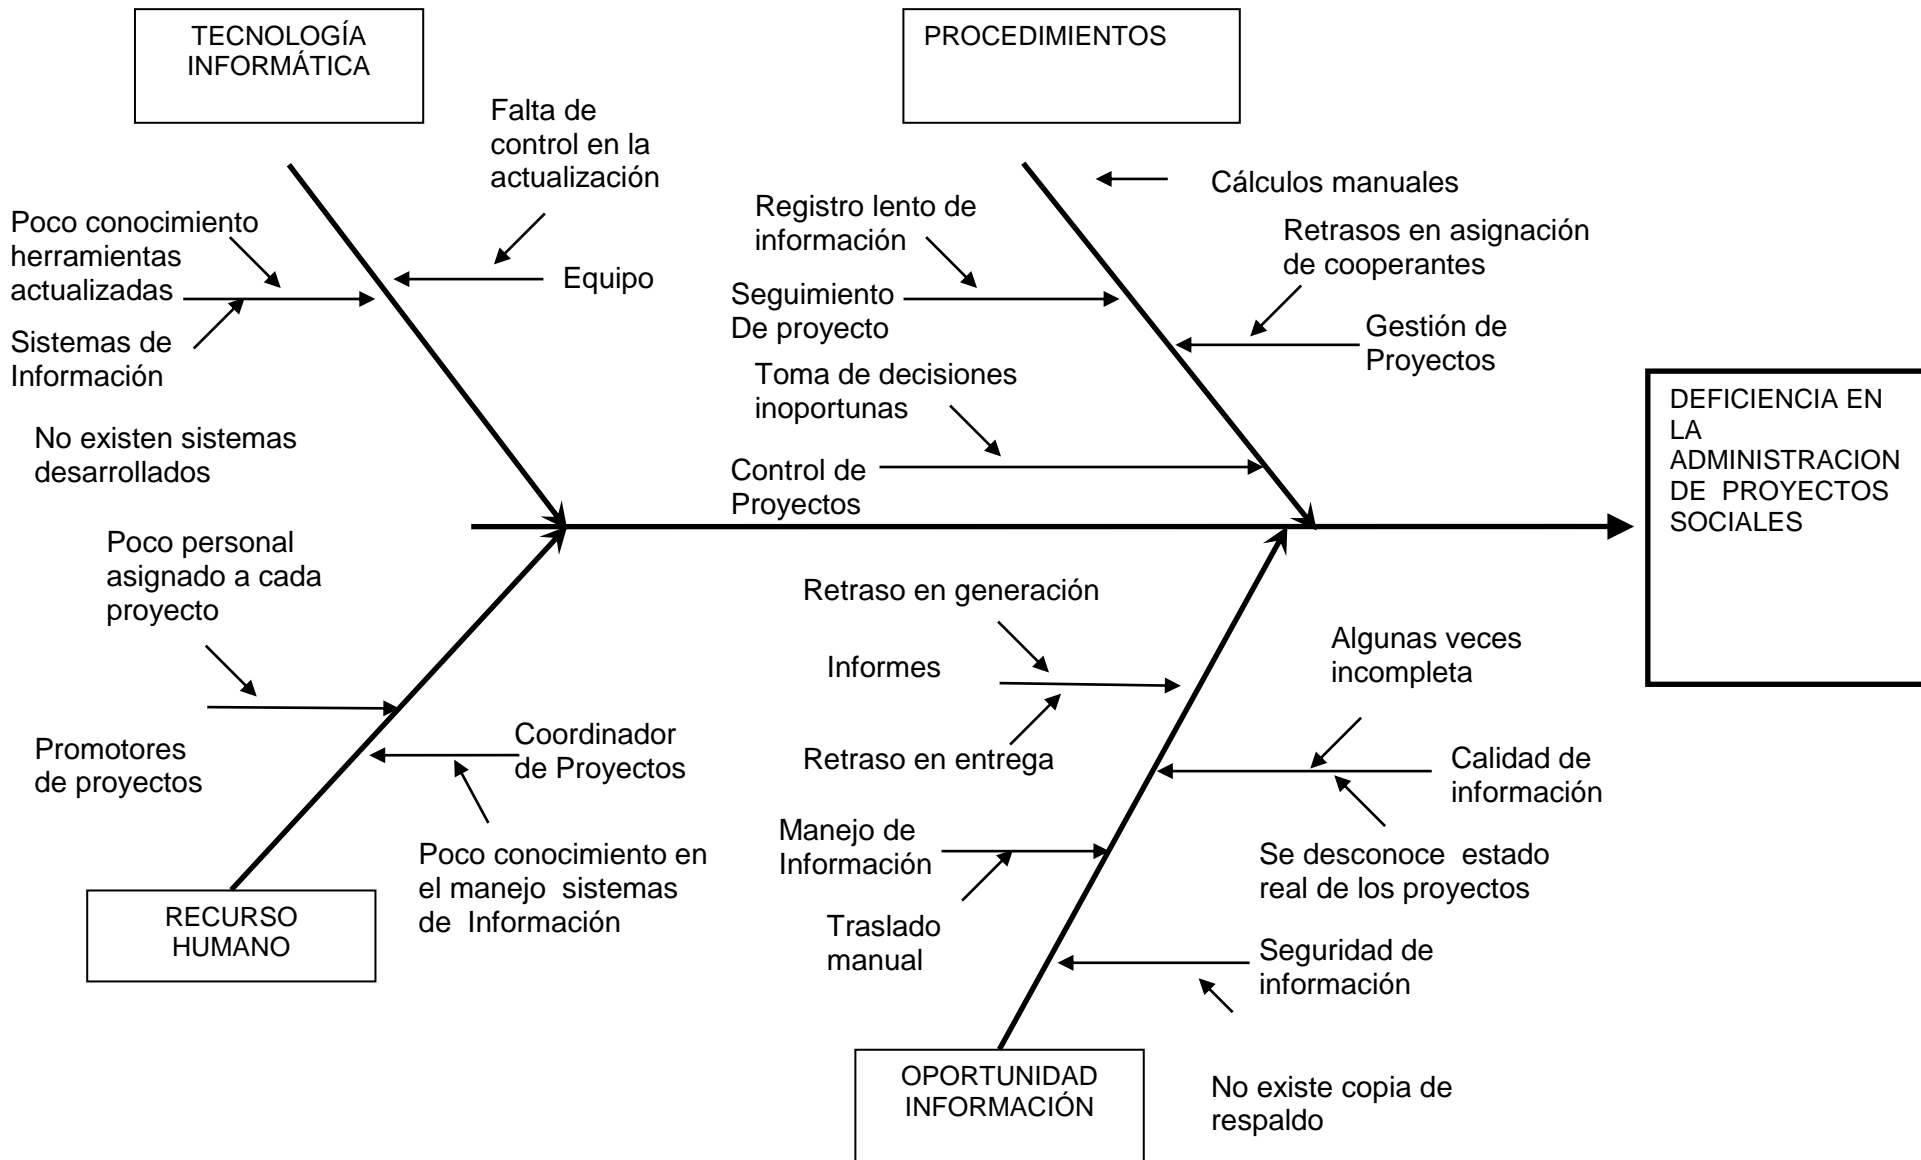 TECNOLOGÍA
INFORMÁTICA
PROCEDIMIENTOS
Falta de
control en la
actualización
Cálculos manuales
Poco conocimiento
herramientas
actualizadas
Registro lento de
información
Retrasos en asignación
de cooperantes
Equipo
Seguimiento
De proyecto
Gestión de
Proyectos
Sistemas de
Información
Toma de decisiones
inoportunas
DEFICIENCIA EN
LA
ADMINISTRACION
DE PROYECTOS
SOCIALES
No existen sistemas
desarrollados
Control de
Proyectos
Poco personal
asignado a cada
proyecto
Retraso en generación
Algunas veces
incompleta
Informes
Promotores
de proyectos
Coordinador
de Proyectos
Retraso en entrega
Calidad de
información
Manejo de
Información
Poco conocimiento en
el manejo sistemas
de Información
Se desconoce estado
real de los proyectos
RECURSO
HUMANO
Traslado
manual
Seguridad de
información
OPORTUNIDAD
INFORMACIÓN
No existe copia de
respaldo